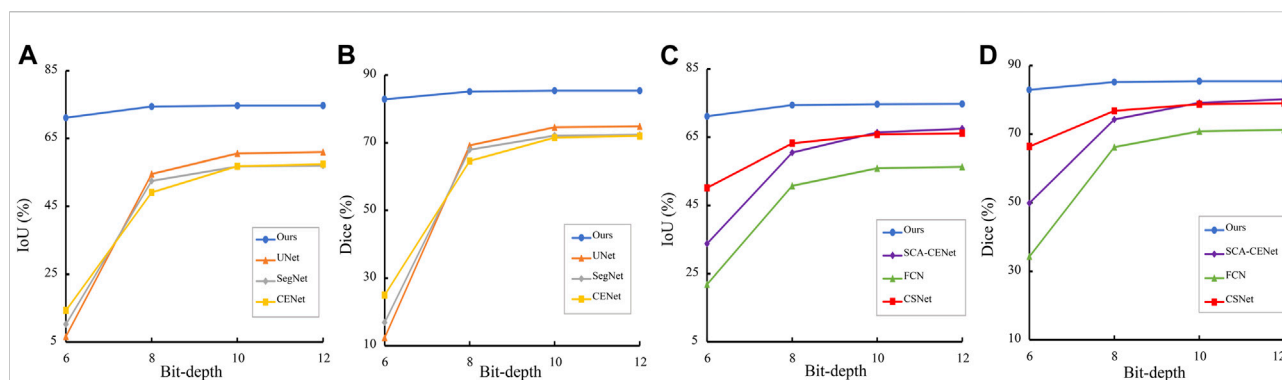 A
IoU (%)
85
65
45
25
5
6
8
10
12
Bit-depth
Ours
UNet
SegNet
CENet
B
Dice (%)
90
70
50
30
10
6
8
10
12
Bit-depth
Ours
UNet
SegNet
CENet
C
IoU (%)
85
65
45
25
5
6
8
10
12
Bit-depth
Ours
SCA-CENet
FCN
CSNet
D
Dice (%)
90
70
50
30
10
6
8
10
12
Bit-depth
Ours
SCA-CENet
FCN
CSNet